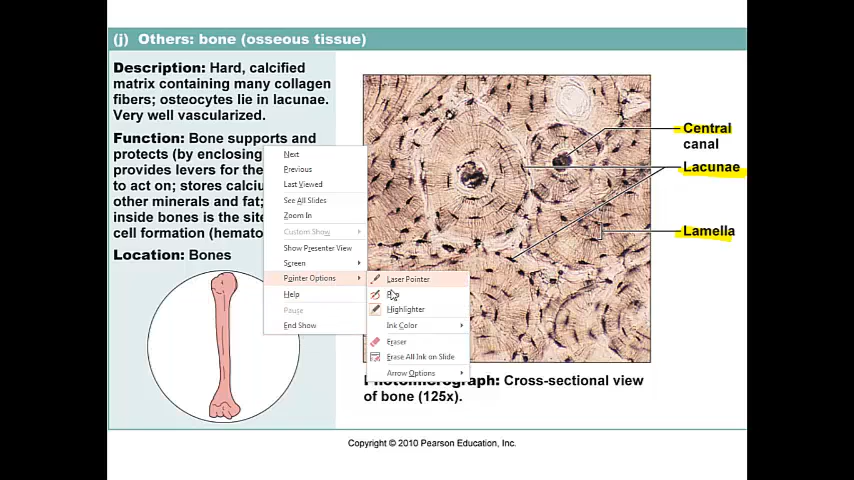 (j) Others: bone (osseous tissue)
Description: Hard, calcified
matrix containing many collagen
fibers; osteocytes lie in lacunae.
Very well vascularized.
Function: Bone supports and
protects (by enclosing
provides levers for the
to act on; stores
other minerals and fat;
inside bones is the
cell formation
Location: Bones
Next
Previous
Last Viewed
See All Slides
Zoom In
Custom Show
Show Presenter View
Screen
Pointer Options
Help
Pause
End Show
Laser Pointer
Highlighter
Ink Color
Eraser
Erase All Ink on Slide
Arrow Options
Central
canal
Lacunae
Lamella
Photomicrograph: Cross-sectional view
of bone (125x).
Copyright © 2010 Pearson Education, Inc.